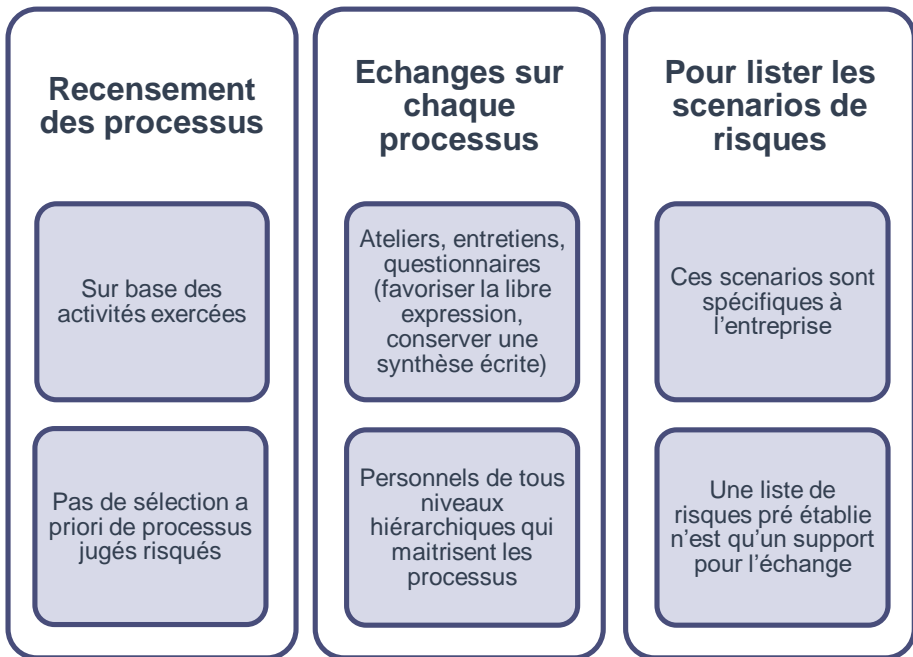 Recensement
des processus
Sur base des
activités exercées
Pas de sélection a
priori de processus
jugés risqués
Echanges sur
chaque
processus
Ateliers, entretiens,
questionnaires
(favoriser la libre
expression,
conserver une
synthèse écrite)
Personnels de tous
niveaux
hiérarchiques qui
maitrisent les
processus
Pour lister les
scenarios de
risques
Ces scenarios sont
spécifiques à
l’entreprise
Une liste de
risques pré établie
n’est qu’un support
pour l’échange